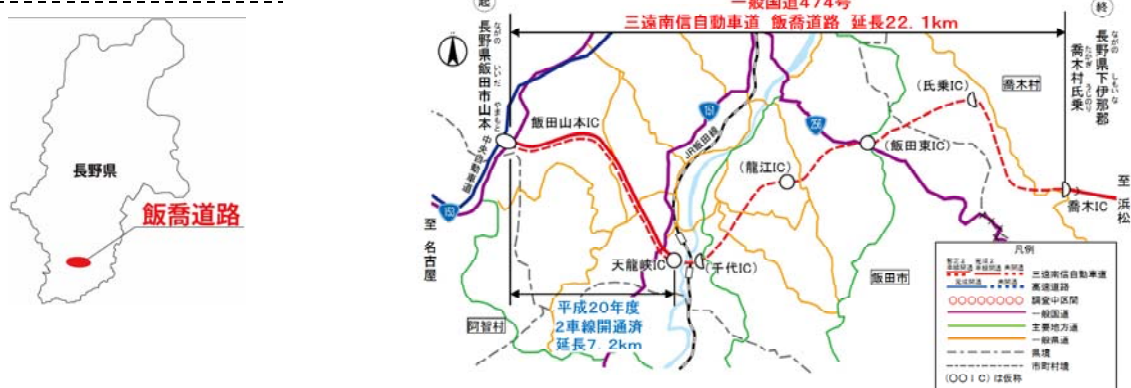 長野県
飯喬道路
一般国道474号
三遠南信自動車道 飯喬道路 延長22.1km
起
ながの いいだ やまもと
長野県飯田市山本
終
ながの しもいな
長野県下伊那郡
たかぎ うじのり
喬木村氏乗
飯田山本IC
中央自動車道
153
至 名古屋
151
JR飯田線
256
(氏乗IC)
喬木村
(飯田東IC)
(龍江IC)
喬木IC
至 浜松
天龍峡IC
(千代IC)
飯田市
阿智村
平成20年度
2車線開通済
延長7.2km
凡例
三遠南信自動車道
高速道路
調査中区間
一般国道
主要地方道
一般県道
県境
市町村境
(○○IC)は仮称